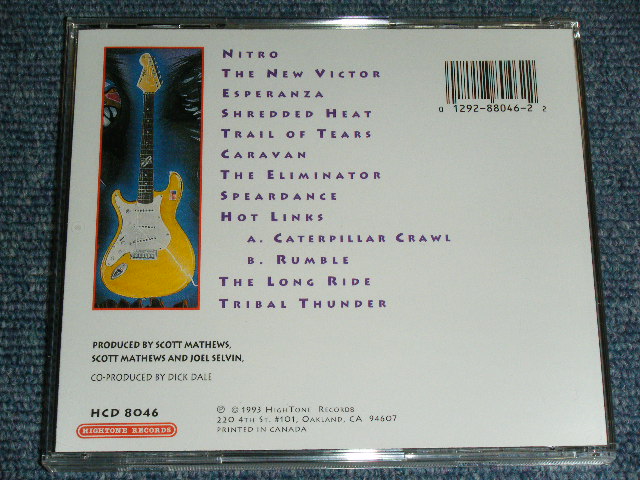 NITRO
THE NEW VICTOR
ESPERANZA
SHREDDED HEAT
TRAIL OF TEARS
CARAVAN
THE ELIMINATOR
SPEARDANCE
HOT LINKS
A. CATERPILLAR CRAWL
B. RUMBLE
THE LONG RIDE
TRIBAL THUNDER
0 1292-88046-2 2
PRODUCED BY SCOTT MATHEWS,
SCOTT MATHEWS AND JOEL SELVIN,
CO-PRODUCED BY DICK DALE
HCD 8046
HIGHTONE RECORDS
℗ © 1993 HIGHTONE RECORDS
220 4TH ST. #101, OAKLAND, CA 94607
PRINTED IN CANADA